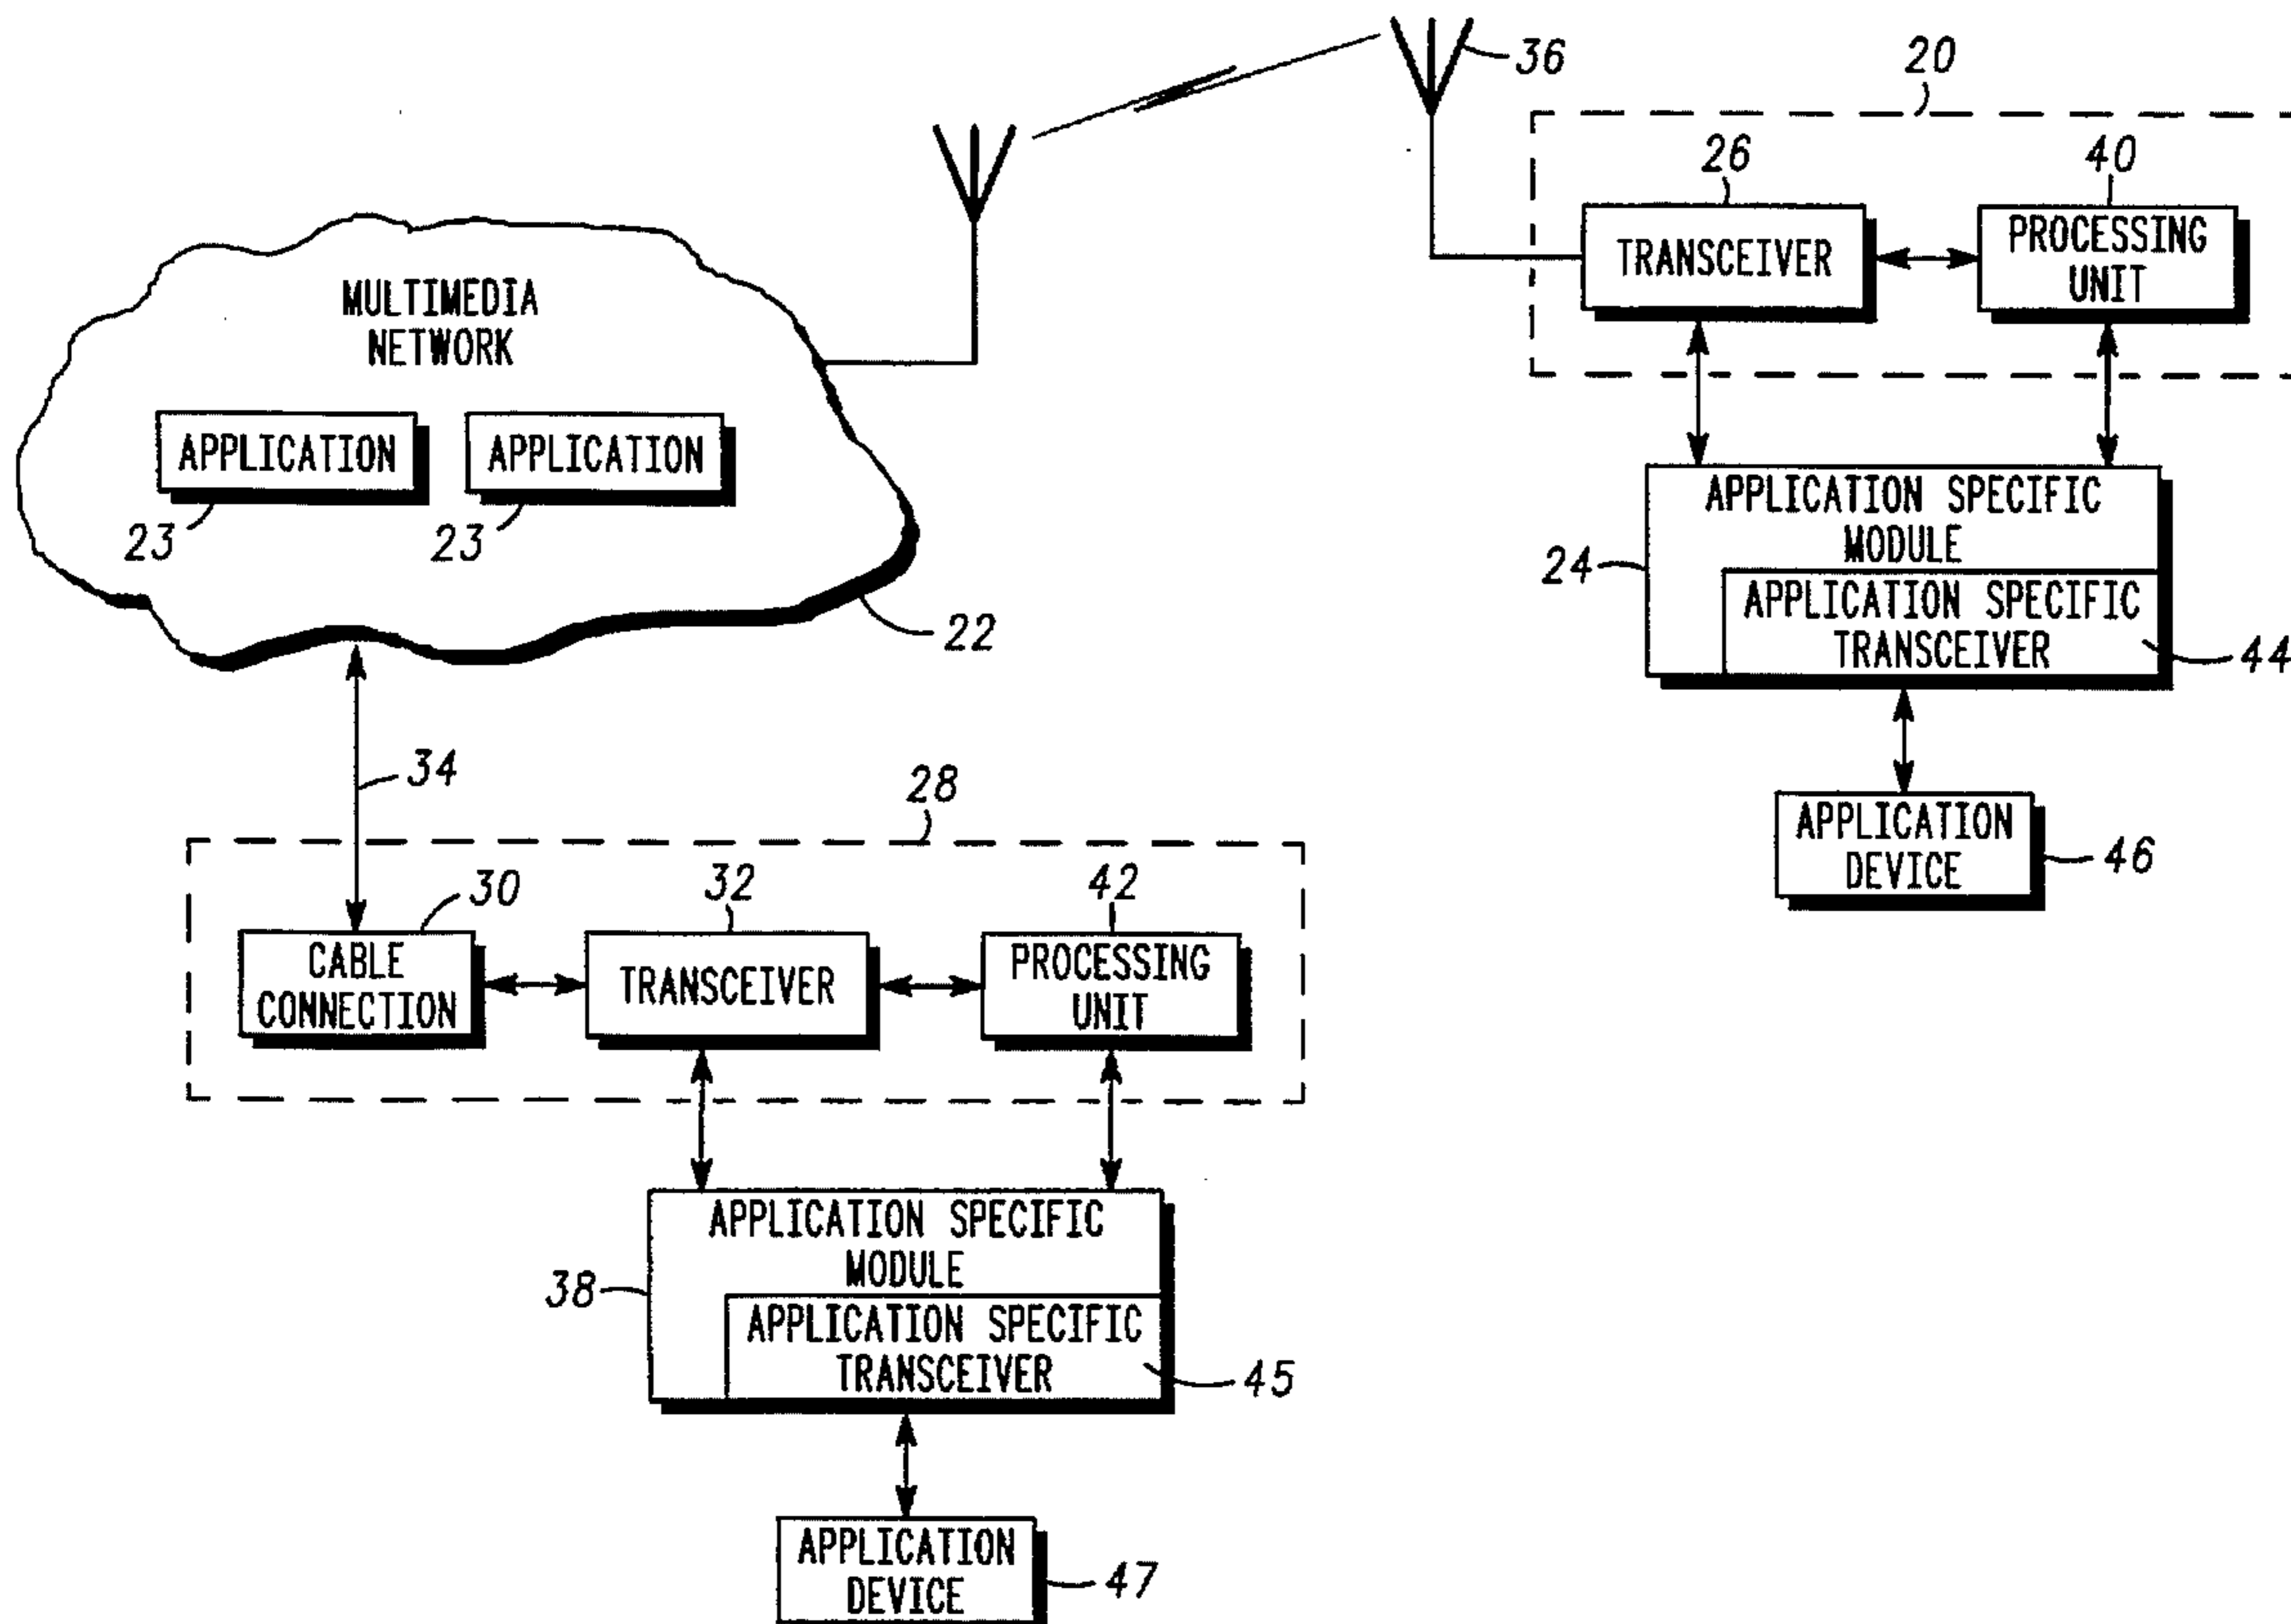 36
20
26
40
TRANSCEIVER
PROCESSING
UNIT
MULTIMEDIA
NETWORK
APPLICATION
APPLICATION
23
23
22
APPLICATION SPECIFIC
MODULE
24
APPLICATION SPECIFIC
TRANSCEIVER
44
APPLICATION
DEVICE
46
34
28
30
32
42
CABLE
CONNECTION
TRANSCEIVER
PROCESSING
UNIT
APPLICATION SPECIFIC
MODULE
38
APPLICATION SPECIFIC
TRANSCEIVER
45
APPLICATION
DEVICE
47